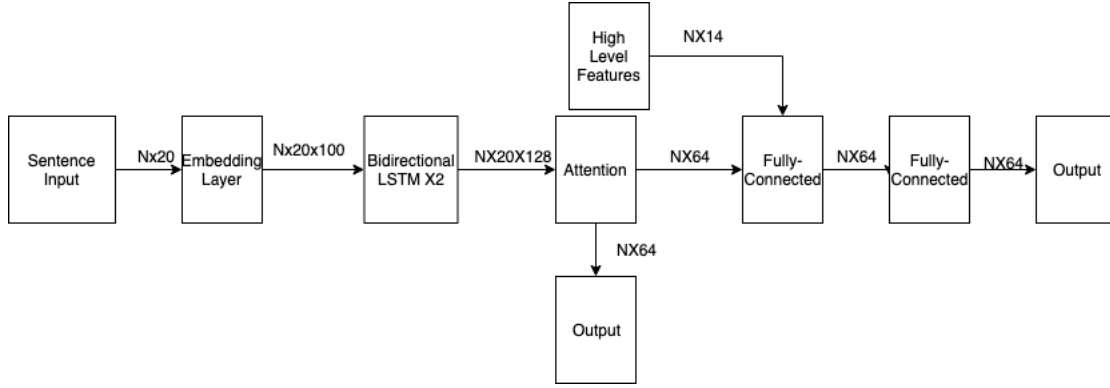 High
Level
Features
NX14
Sentence
Input
Nx20
Embedding
Layer
Nx20x100
Bidirectional
LSTM X2
NX20X128
Attention
NX64
Fully-
Connected
NX64
Fully-
Connected
NX64
Output
NX64
Output